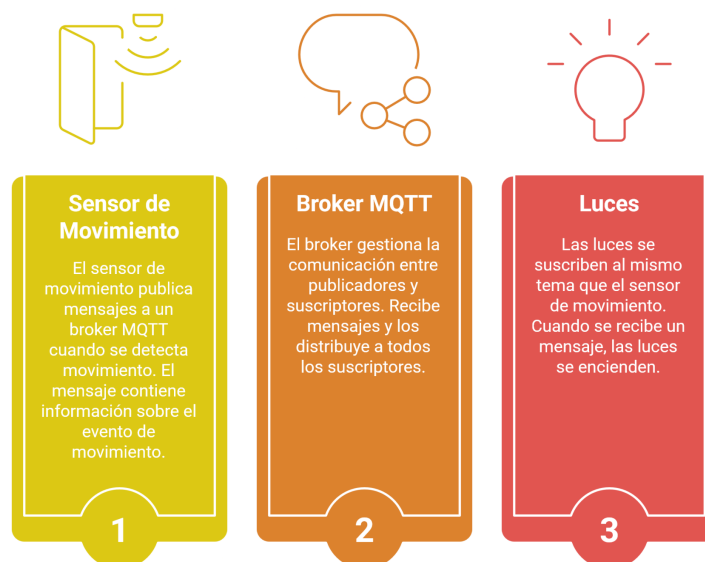 Sensor de
Movimiento
El sensor de
movimiento publica
mensajes a un
broker MQTT
cuando se detecta
movimiento. El
mensaje contiene
información sobre el
evento de
movimiento.
1
Broker MQTT
El broker gestiona la
comunicación entre
publicadores y
suscriptores. Recibe
mensajes y los
distribuye a todos
los suscriptores.
2
Luces
Las luces se
suscriben al mismo
tema que el sensor
de movimiento.
Cuando se recibe un
mensaje, las luces
se encienden.
3